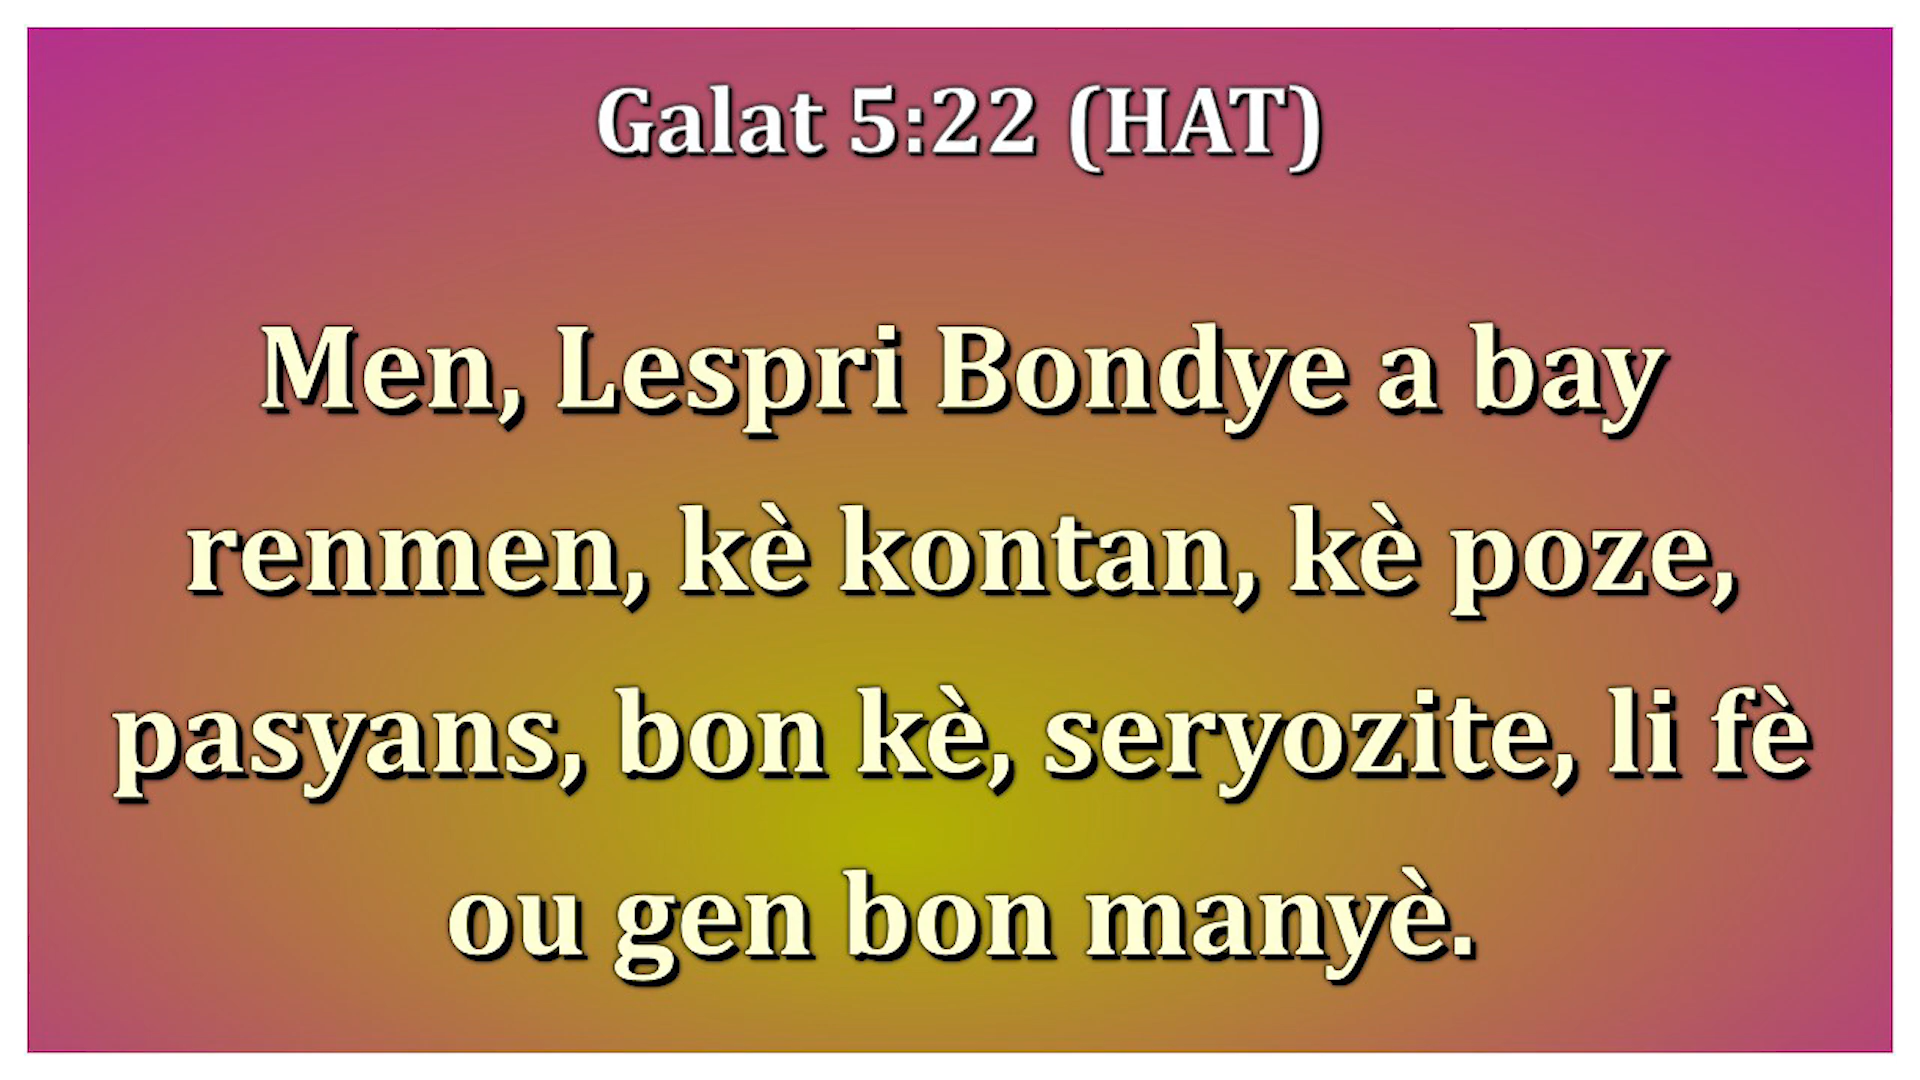 Galat 5:22 (HAT)
Men, Lespri Bondye a bay
renmen, kè kontan, kè poze,
pasyans, bon kè, seryozite, li fè
ou gen bon manyè.